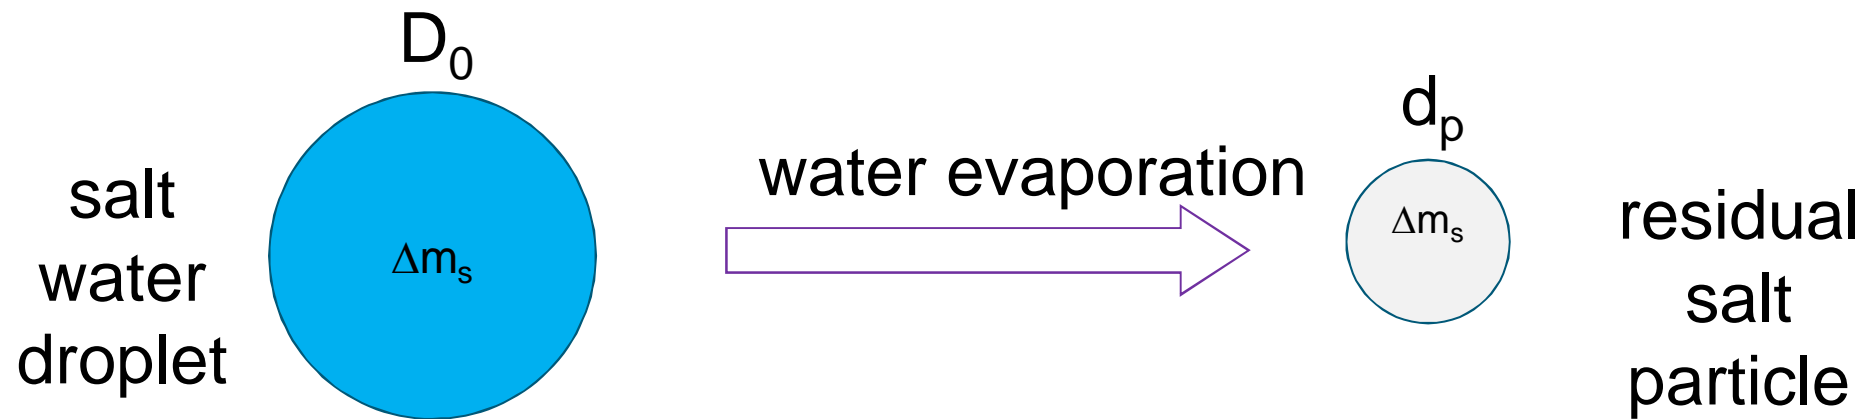 D₀
salt
water
droplet
Δmₛ
water evaporation
dₚ
Δmₛ
residual
salt
particle